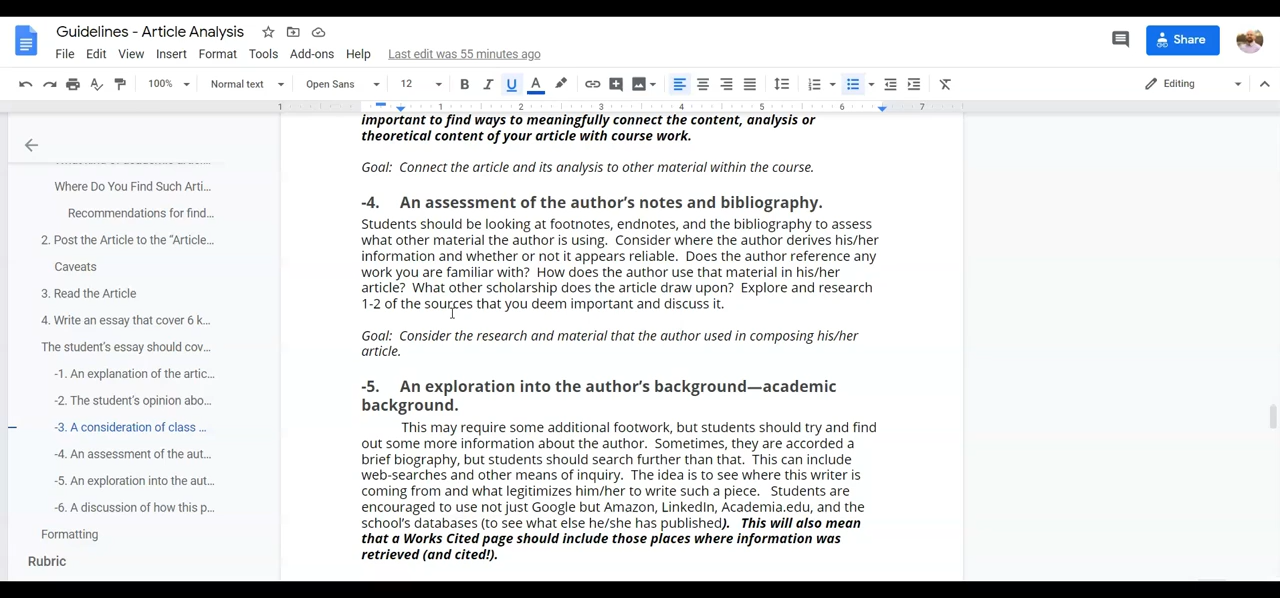 Guidelines - Article Analysis
File Edit View Insert Format Tools Add-ons Help Last edit was 55 minutes ago
Share
100% Normal text Open Sans 12 B I U A Editing
1 1 2 3 4 5 6 7
important to find ways to meaningfully connect the content, analysis or
theoretical content of your article with course work.
Goal: Connect the article and its analysis to other material within the course.
-4. An assessment of the author's notes and bibliography.
Students should be looking at footnotes, endnotes, and the bibliography to assess
what other material the author is using. Consider where the author derives his/her
information and whether or not it appears reliable. Does the author reference any
work you are familiar with? How does the author use that material in his/her
article? What other scholarship does the article draw upon? Explore and research
1-2 of the sources that you deem important and discuss it.
Goal: Consider the research and material that the author used in composing his/her
article.
-5. An exploration into the author's background—academic
background.
This may require some additional footwork, but students should try and find
out some more information about the author. Sometimes, they are accorded a
brief biography, but students should search further than that. This can include
web-searches and other means of inquiry. The idea is to see where this writer is
coming from and what legitimizes him/her to write such a piece. Students are
encouraged to use not just Google but Amazon, LinkedIn, Academia.edu, and the
school's databases (to see what else he/she has published). This will also mean
that a Works Cited page should include those places where information was
retrieved (and cited!).
Where Do You Find Such Arti...
Recommendations for find...
2. Post the Article to the "Article...
Caveats
3. Read the Article
4. Write an essay that cover 6 k...
The student's essay should cov...
-1. An explanation of the artic...
-2. The student's opinion abo...
-3. A consideration of class ...
-4. An assessment of the aut...
-5. An exploration into the aut...
-6. A discussion of how this p...
Formatting
Rubric